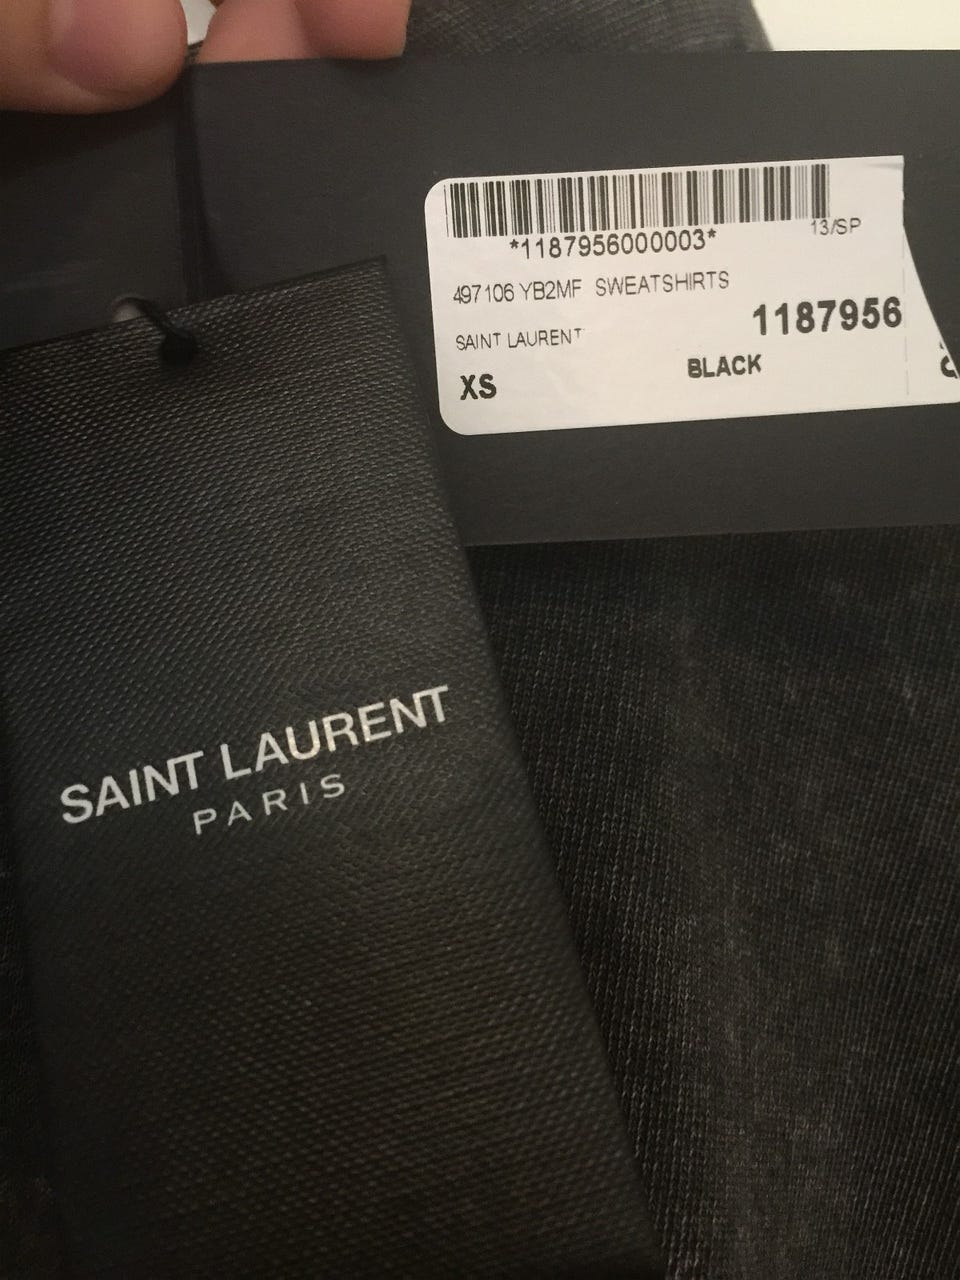 *1187956000003*
13/SP
497106 YB2MF SWEATSHIRTS
1187956
SAINT LAURENT
BLACK
XS
SAINT LAURENT
PARIS